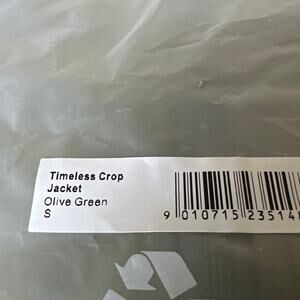 Timeless Crop
Jacket
Olive Green
S
9 010715 23514